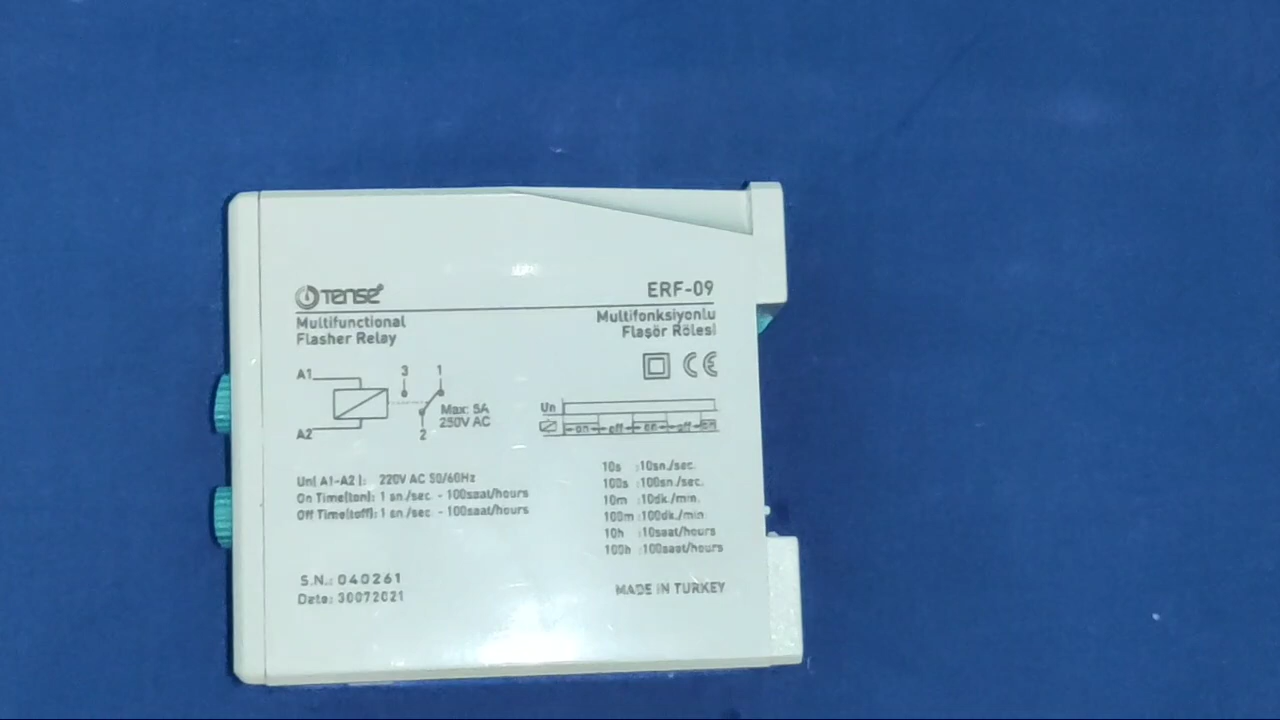 TENSE
ERF-09
Multifunctional
Flasher Relay
Multifonksiyonlu
Flaşör Rölesi
CE
A1
A2
3 1
2
Max: 5A
250V AC
Un
on off on off on
Un( A1-A2 ): 220V AC 50/60Hz
On Time(ton): 1 sn./sec. - 100saat/hours
Off Time(toff): 1 sn./sec. - 100saat/hours
10s :10sn./sec.
100s :100sn./sec.
10m :10dk./min.
100m :100dk./min.
10h :10saat/hours
100h :100saat/hours
S.N.: 040261
Date: 30072021
MADE IN TURKEY